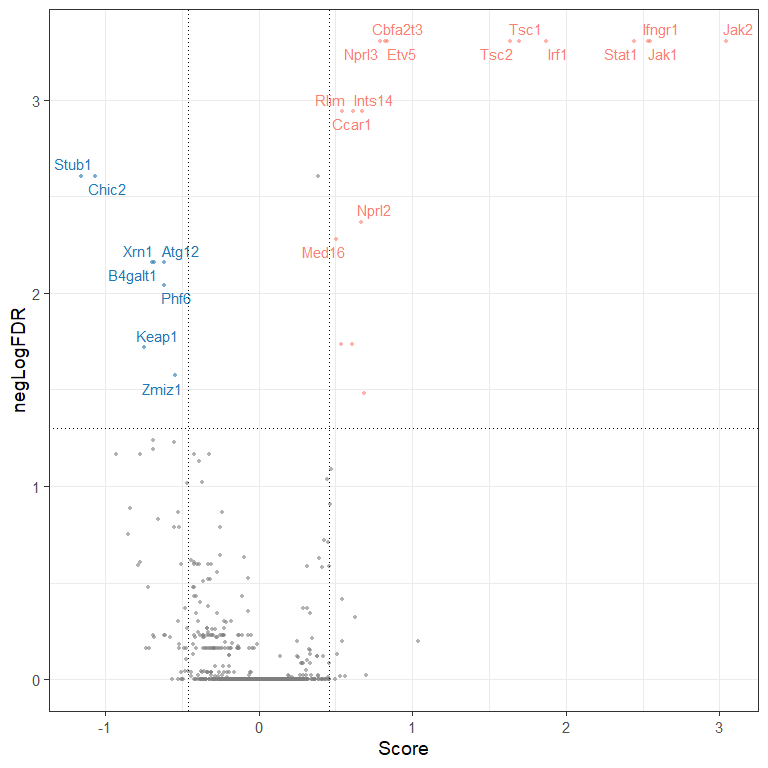 Cbfa2t3 Tsc1 Ifngr1 Jak2
Nprl3 Etv5 Tsc2 Irf1 Stat1 Jak1
Rlim Ints14
3
Ccar1
Stub1
Chic2
Nprl2
Xrn1 Atg12 Med16
B4galt1
2
Phf6
Keap1
Zmiz1
negLogFDR
1
0
-1 0 1 2 3
Score